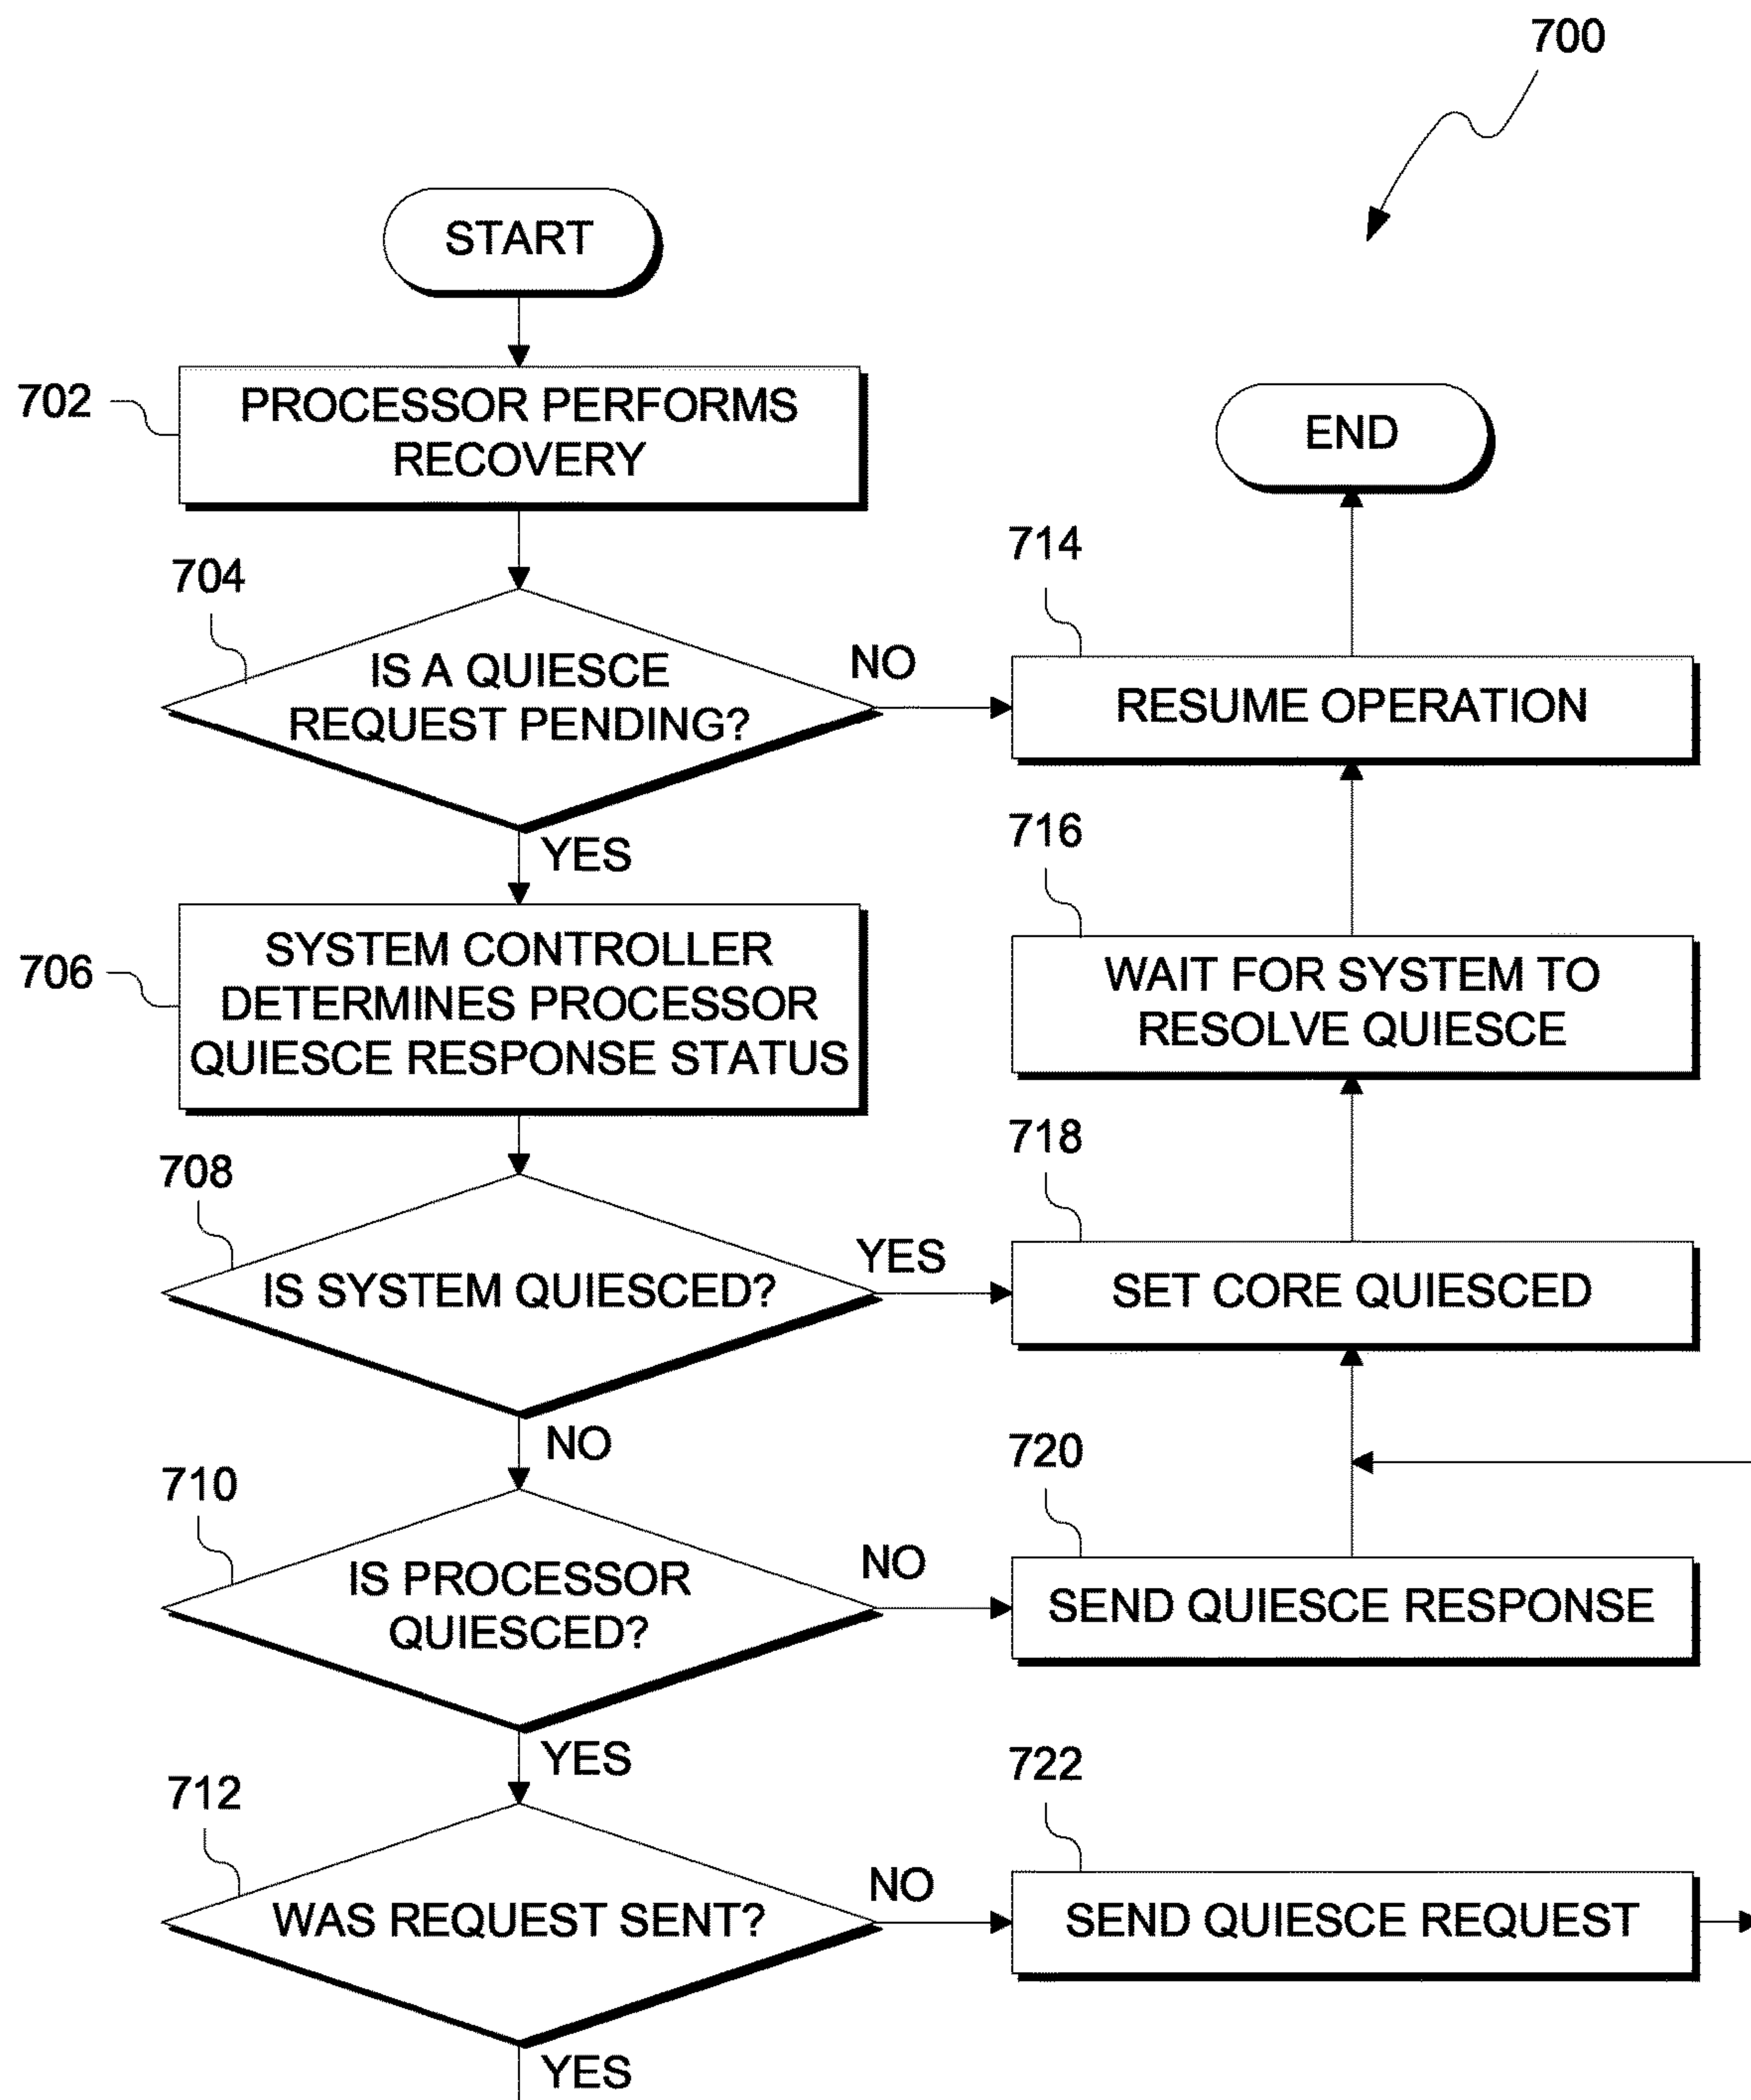 700
START
702
PROCESSOR PERFORMS
RECOVERY
END
704
IS A QUIESCE
REQUEST PENDING?
NO
714
RESUME OPERATION
YES
706
SYSTEM CONTROLLER
DETERMINES PROCESSOR
QUIESCE RESPONSE STATUS
716
WAIT FOR SYSTEM TO
RESOLVE QUIESCE
708
IS SYSTEM QUIESCED?
YES
718
SET CORE QUIESCED
NO
710
IS PROCESSOR
QUIESCED?
NO
720
SEND QUIESCE RESPONSE
YES
712
WAS REQUEST SENT?
NO
722
SEND QUIESCE REQUEST
YES